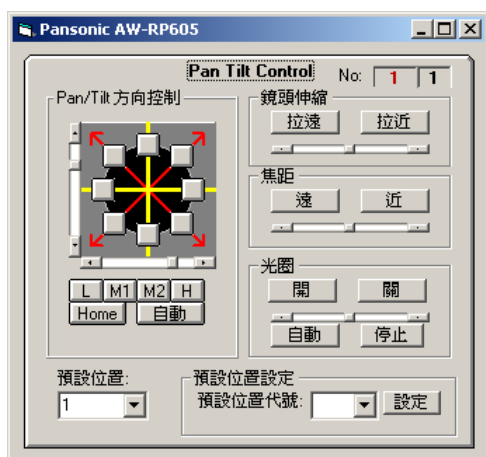 Pansonic AW-RP605
Pan Tilt Control
No: 1 1
Pan/Tilt 方向控制
鏡頭伸縮
拉遠 拉近
焦距
遠 近
光圈
開 關
自動 停止
L M1 M2 H
Home 自動
預設位置:
1
預設位置設定
預設位置代號:
設定